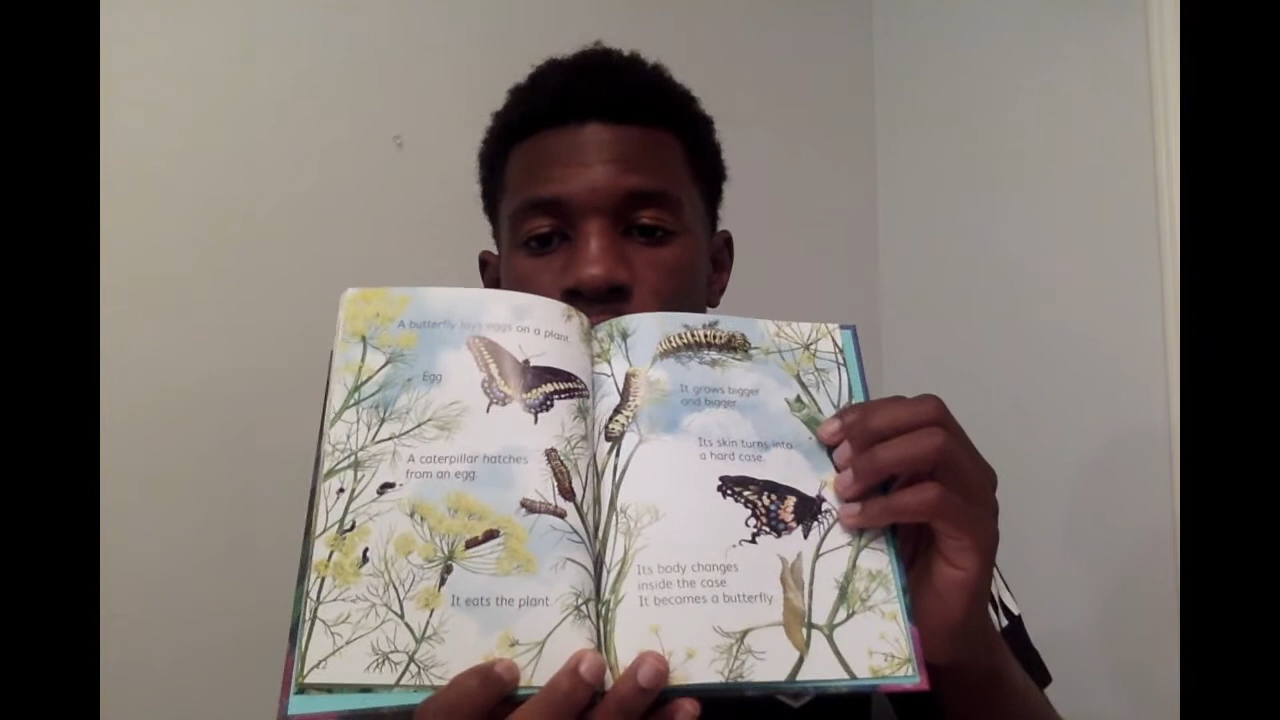 A butterfly lays eggs on a plant.
Egg
A caterpillar hatches
from an egg.
It eats the plant.
It grows bigger
and bigger.
Its skin turns into
a hard case.
Its body changes
inside the case.
It becomes a butterfly.